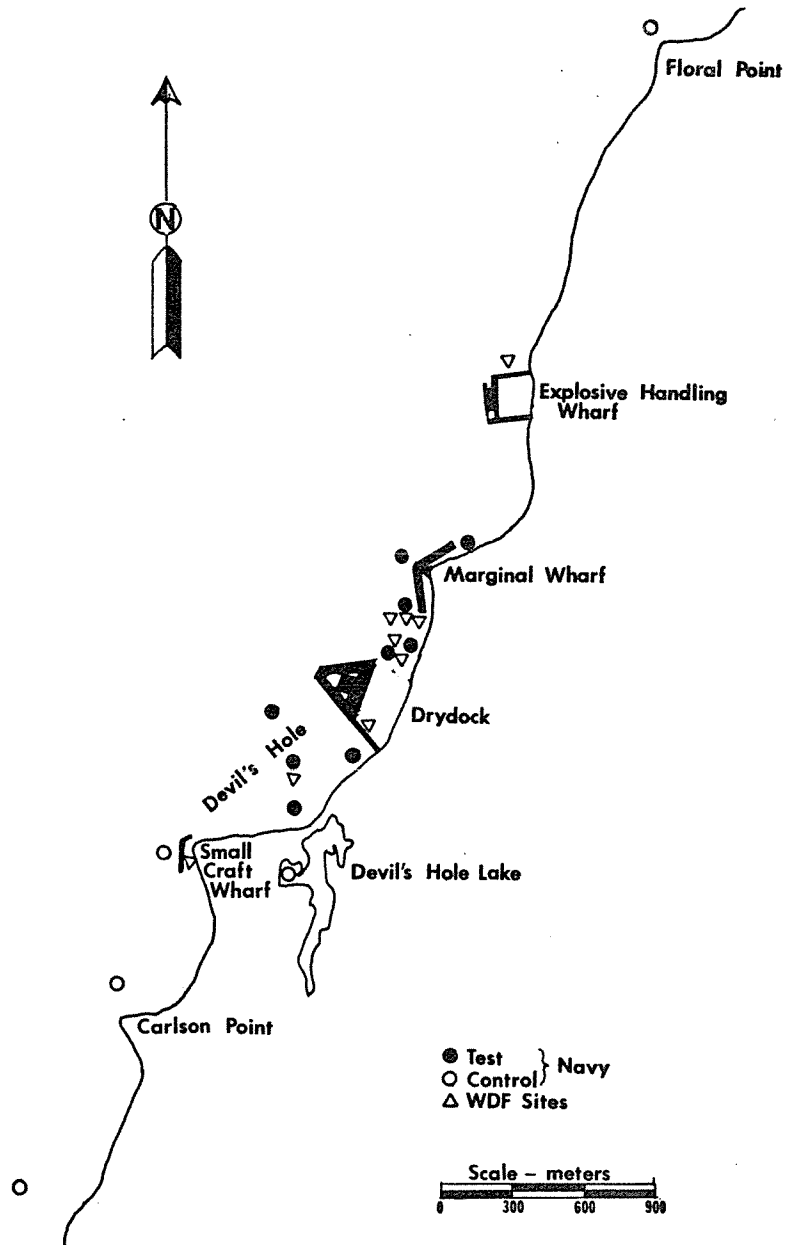 Floral Point
N
Explosive Handling
Wharf
Marginal Wharf
Drydock
Devil's Hole
Small
Craft
Wharf
Devil's Hole Lake
Carlson Point
Test
Navy
Control
WDF Sites
Scale - meters
0 300 600 900